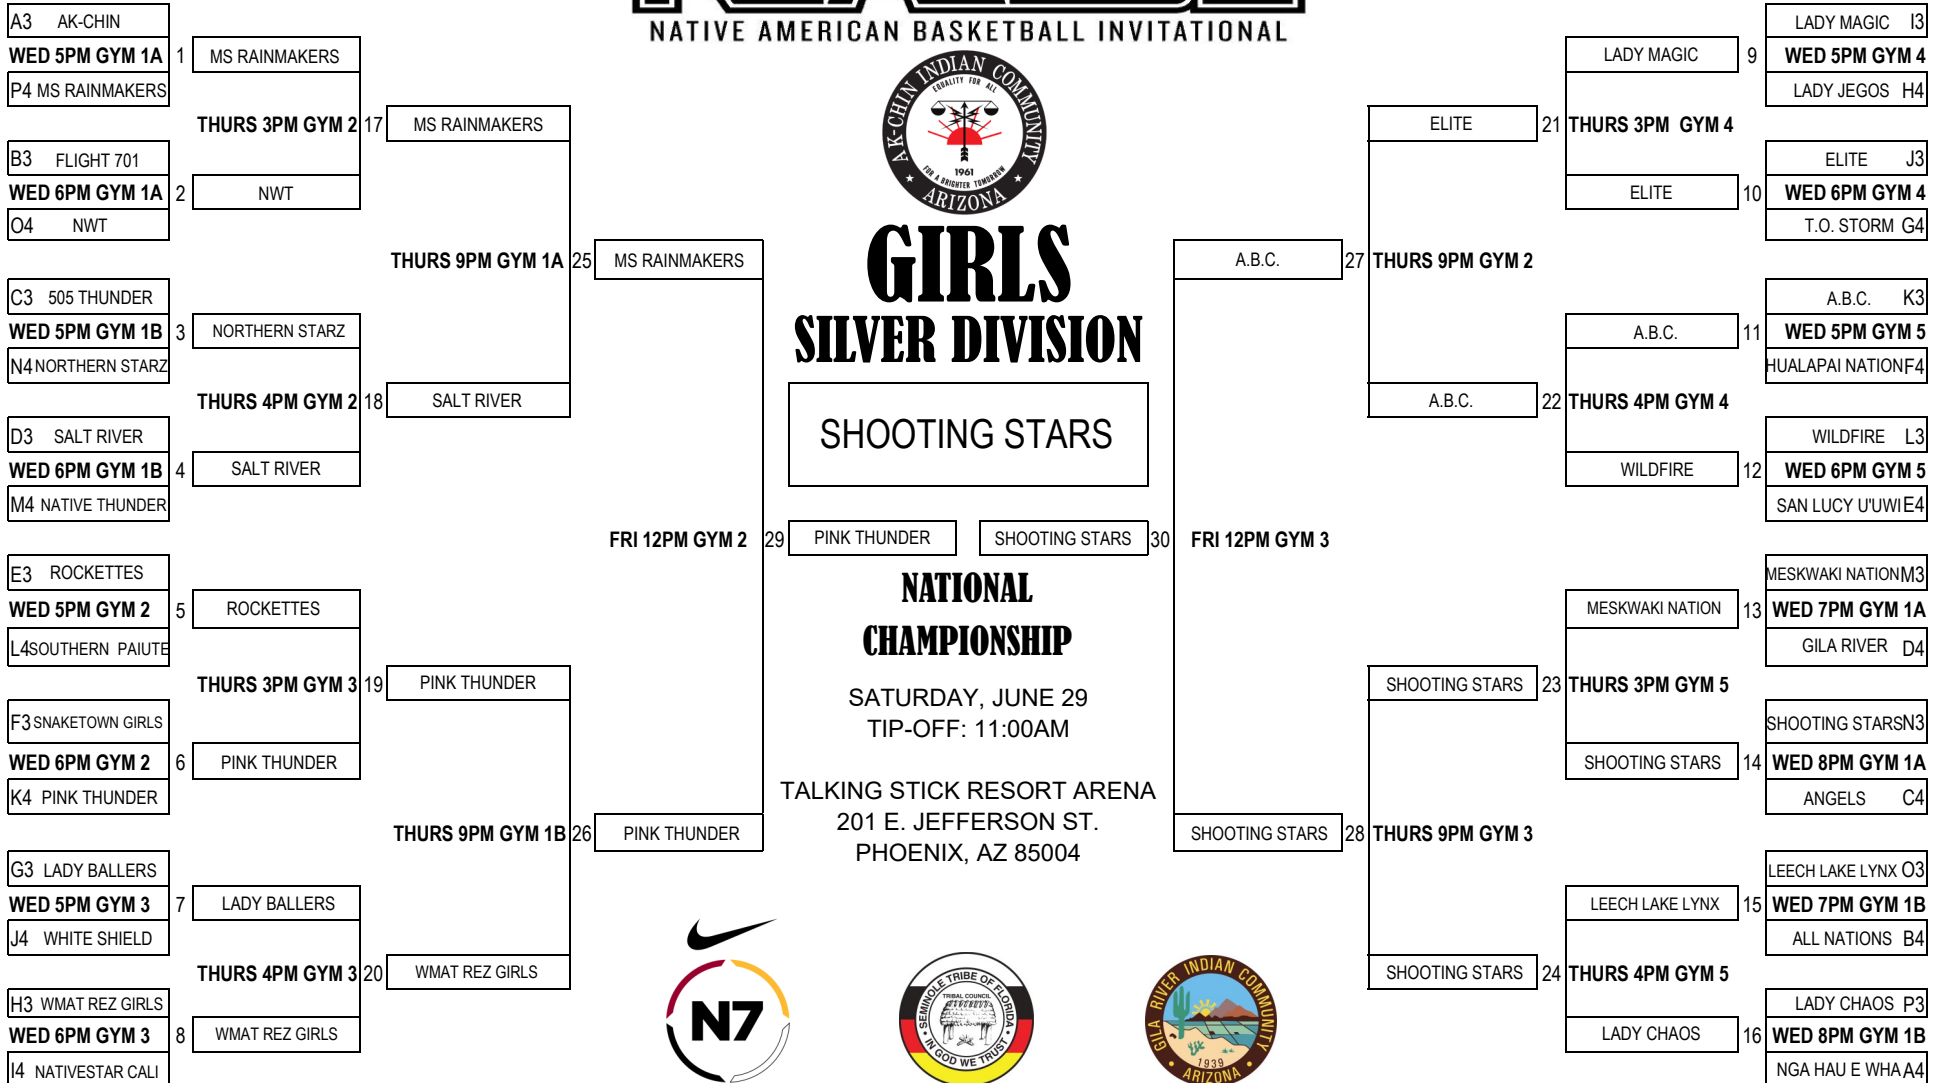 NATIVE AMERICAN BASKETBALL INVITATIONAL
A3 AK-CHIN
WED 5PM GYM 1A 1 MS RAINMAKERS
P4 MS RAINMAKERS
THURS 3PM GYM 2 17 MS RAINMAKERS
B3 FLIGHT 701
WED 6PM GYM 1A 2 NWT
O4 NWT
THURS 9PM GYM 1A 25 MS RAINMAKERS
C3 505 THUNDER
WED 5PM GYM 1B 3 NORTHERN STARZ
N4 NORTHERN STARZ
THURS 4PM GYM 2 18 SALT RIVER
D3 SALT RIVER
WED 6PM GYM 1B 4 SALT RIVER
M4 NATIVE THUNDER
FRI 12PM GYM 2 29 PINK THUNDER
E3 ROCKETTES
WED 5PM GYM 2 5 ROCKETTES
L4 SOUTHERN PAIUTE
THURS 3PM GYM 3 19 PINK THUNDER
F3 SNAKETOWN GIRLS
WED 6PM GYM 2 6 PINK THUNDER
K4 PINK THUNDER
THURS 9PM GYM 1B 26 PINK THUNDER
G3 LADY BALLERS
WED 5PM GYM 3 7 LADY BALLERS
J4 WHITE SHIELD
THURS 4PM GYM 3 20 WMAT REZ GIRLS
H3 WMAT REZ GIRLS
WED 6PM GYM 3 8 WMAT REZ GIRLS
I4 NATIVESTAR CALI
AK-CHIN INDIAN COMMUNITY
EQUALITY FOR ALL
1961
FOR A BRIGHTER TOMORROW
ARIZONA
GIRLS
SILVER DIVISION
SHOOTING STARS
NATIONAL
CHAMPIONSHIP
SATURDAY, JUNE 29
TIP-OFF: 11:00AM
TALKING STICK RESORT ARENA
201 E. JEFFERSON ST.
PHOENIX, AZ 85004
N7
SEMINOLE TRIBE OF FLORIDA
TRIBAL COUNCIL
IN GOD WE TRUST
GILA RIVER INDIAN COMMUNITY
1939
ARIZONA
LADY MAGIC I3
LADY MAGIC 9 WED 5PM GYM 4
LADY JEGOS H4
ELITE 21 THURS 3PM GYM 4
ELITE J3
ELITE 10 WED 6PM GYM 4
T.O. STORM G4
A.B.C. 27 THURS 9PM GYM 2
A.B.C. K3
A.B.C. 11 WED 5PM GYM 5
HUALAPAI NATION F4
A.B.C. 22 THURS 4PM GYM 4
WILDFIRE L3
WILDFIRE 12 WED 6PM GYM 5
SAN LUCY U'UWI E4
SHOOTING STARS 30 FRI 12PM GYM 3
MESKWAKI NATION M3
MESKWAKI NATION 13 WED 7PM GYM 1A
GILA RIVER D4
SHOOTING STARS 23 THURS 3PM GYM 5
SHOOTING STARS N3
SHOOTING STARS 14 WED 8PM GYM 1A
ANGELS C4
SHOOTING STARS 28 THURS 9PM GYM 3
LEECH LAKE LYNX O3
LEECH LAKE LYNX 15 WED 7PM GYM 1B
ALL NATIONS B4
SHOOTING STARS 24 THURS 4PM GYM 5
LADY CHAOS P3
LADY CHAOS 16 WED 8PM GYM 1B
NGA HAU E WHA A4